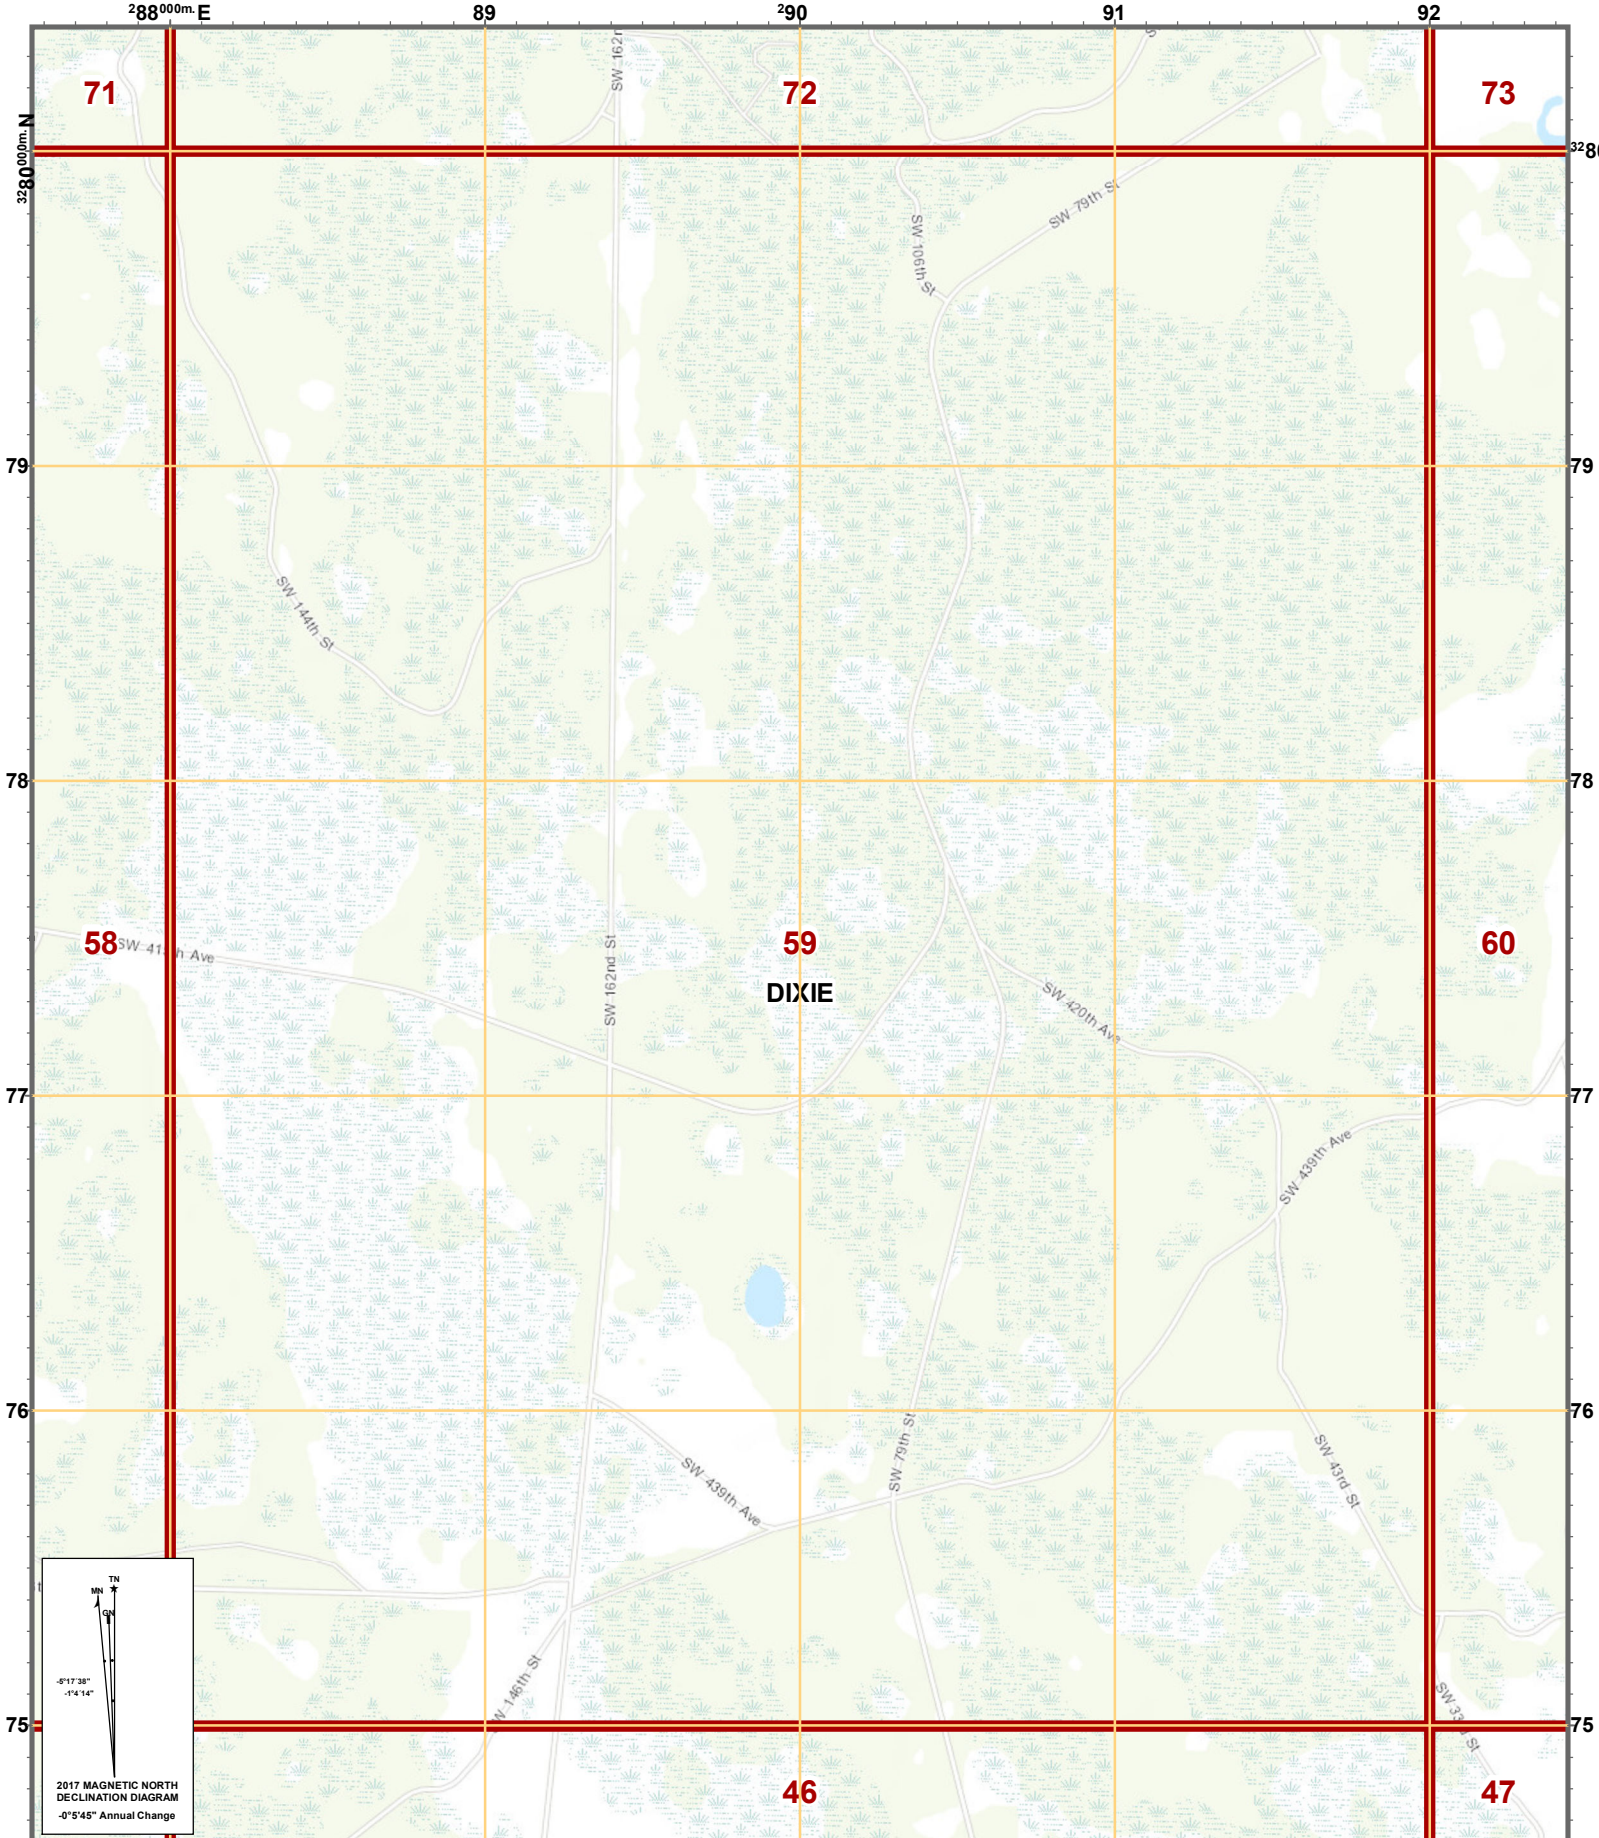 288000m. E
89
290
91
92
SW 162n
71
72
73
3280000m. N
SW 79th St
SW 106th St
79
79
SW 144th St
78
78
58
SW 41 h Ave
SW 162nd St
59
DIXIE
60
SW 420th Ave
77
77
SW 439th Ave
76
76
SW 79th St
SW 43rd St
SW 439th Ave
TN
MN
GN
-5°17'38"
-1°4'14"
W 146th St
SW 33 St
75
75
2017 MAGNETIC NORTH
DECLINATION DIAGRAM
-0°5'45" Annual Change
46
47